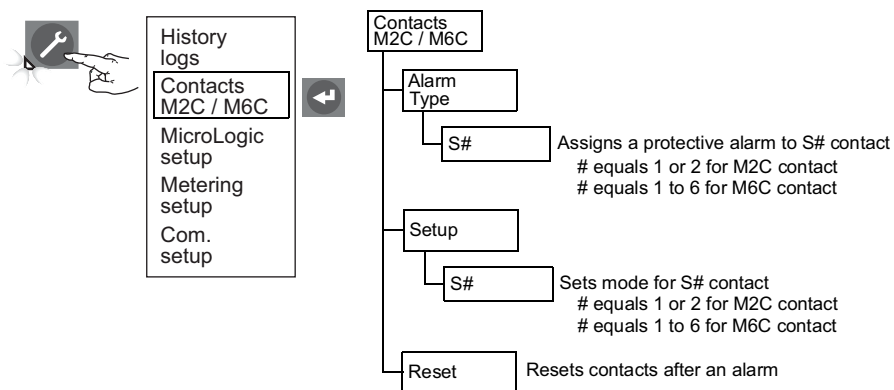 History
logs
Contacts
M2C / M6C
MicroLogic
setup
Metering
setup
Com.
setup
Contacts
M2C / M6C
Alarm
Type
S#
Assigns a protective alarm to S# contact
# equals 1 or 2 for M2C contact
# equals 1 to 6 for M6C contact
Setup
S#
Sets mode for S# contact
# equals 1 or 2 for M2C contact
# equals 1 to 6 for M6C contact
Reset
Resets contacts after an alarm